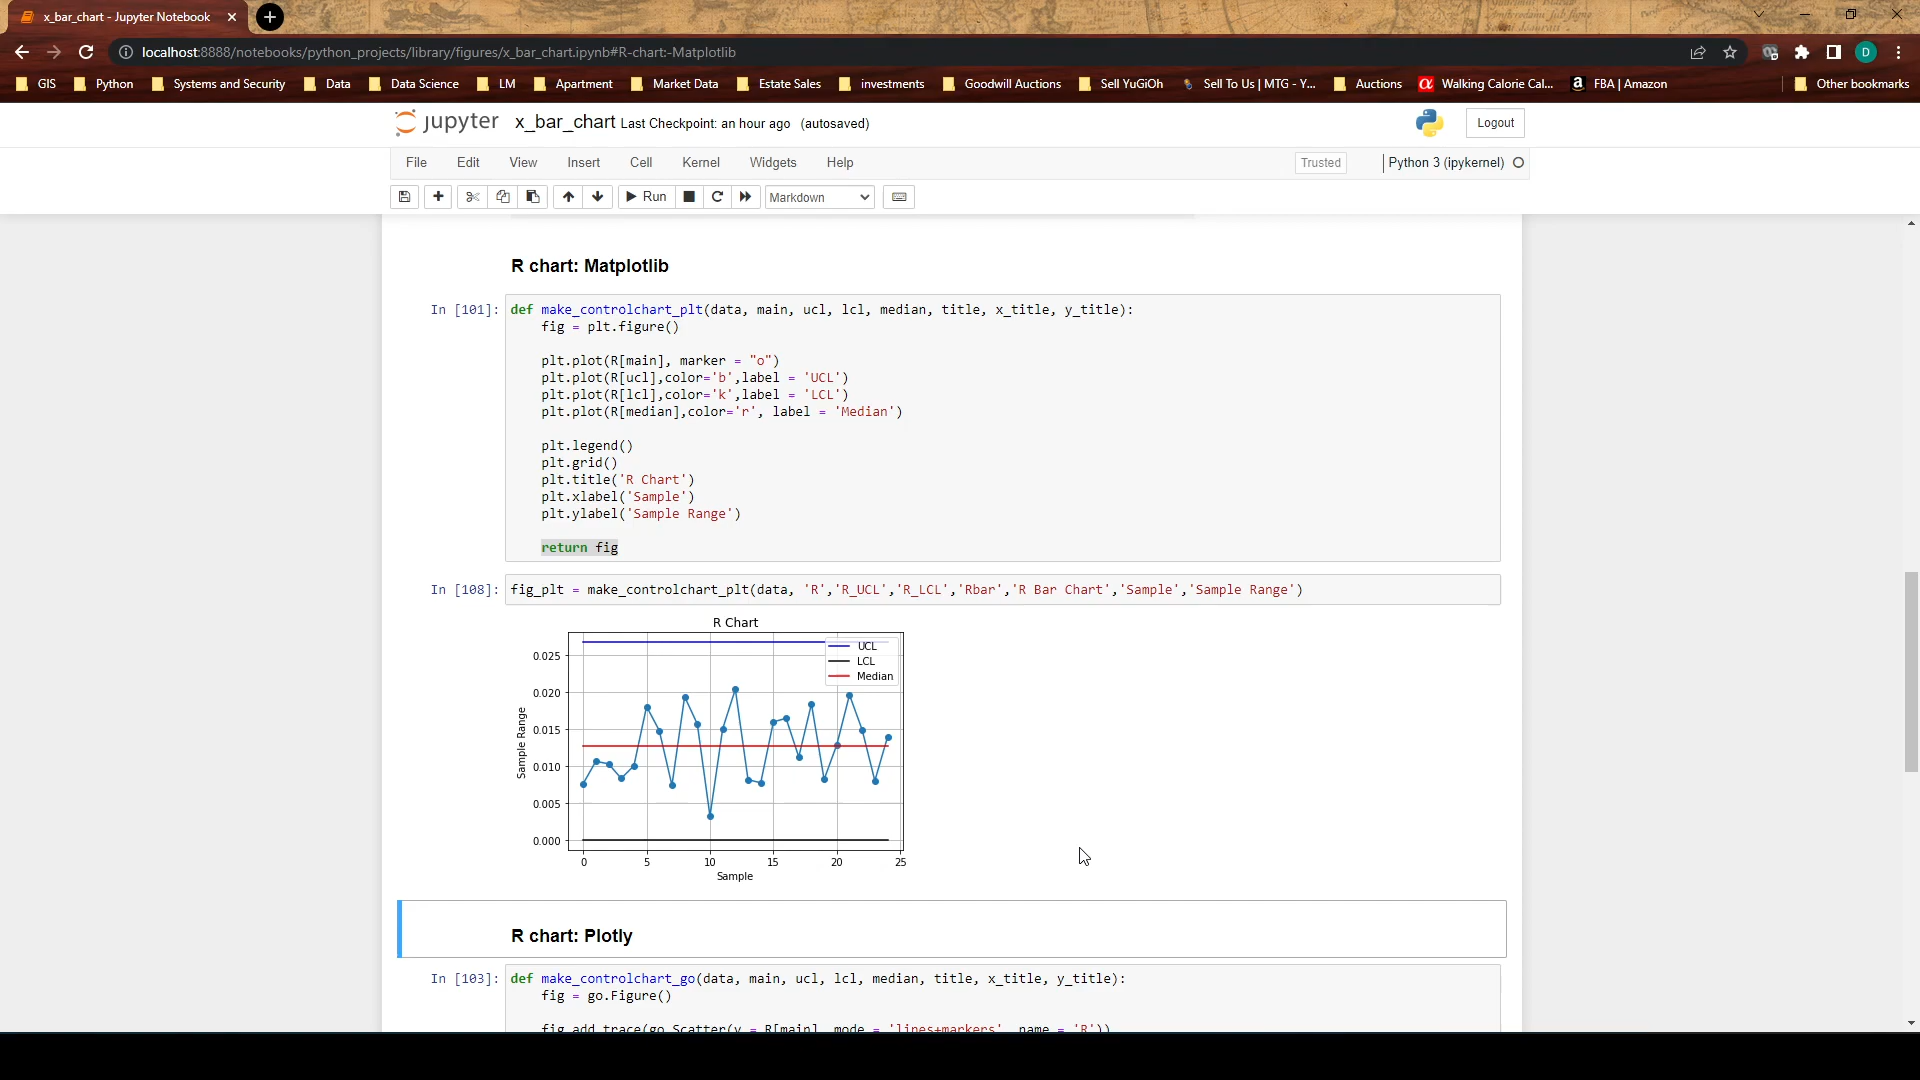 x_bar_chart - Jupyter Notebook
localhost:8888/notebooks/python_projects/library/figures/x_bar_chart.ipynb#R-chart:-Matplotlib
D
GIS Python Systems and Security Data Data Science LM Apartment Market Data Estate Sales investments Goodwill Auctions Sell YuGiOh Sell To Us | MTG - Y... Auctions Walking Calorie Cal... FBA | Amazon Other bookmarks
jupyter x_bar_chart Last Checkpoint: an hour ago (autosaved) Logout
File Edit View Insert Cell Kernel Widgets Help Trusted Python 3 (ipykernel)
Run Markdown
R chart: Matplotlib
In [101]: def make_controlchart_plt(data, main, ucl, lcl, median, title, x_title, y_title):
fig = plt.figure()
plt.plot(R[main], marker = "o")
plt.plot(R[ucl],color='b',label = 'UCL')
plt.plot(R[lcl],color='k',label = 'LCL')
plt.plot(R[median],color='r', label = 'Median')
plt.legend()
plt.grid()
plt.title('R Chart')
plt.xlabel('Sample')
plt.ylabel('Sample Range')
return fig
In [108]: fig_plt = make_controlchart_plt(data, 'R','R_UCL','R_LCL','Rbar','R Bar Chart','Sample','Sample Range')
R Chart
UCL
LCL
Median
Sample Range
0.025
0.020
0.015
0.010
0.005
0.000
0 5 10 15 20 25
Sample
R chart: Plotly
In [103]: def make_controlchart_go(data, main, ucl, lcl, median, title, x_title, y_title):
fig = go.Figure()
fig.add_trace(go.Scatter(y = R[main], mode = 'lines+markers', name = 'R'))